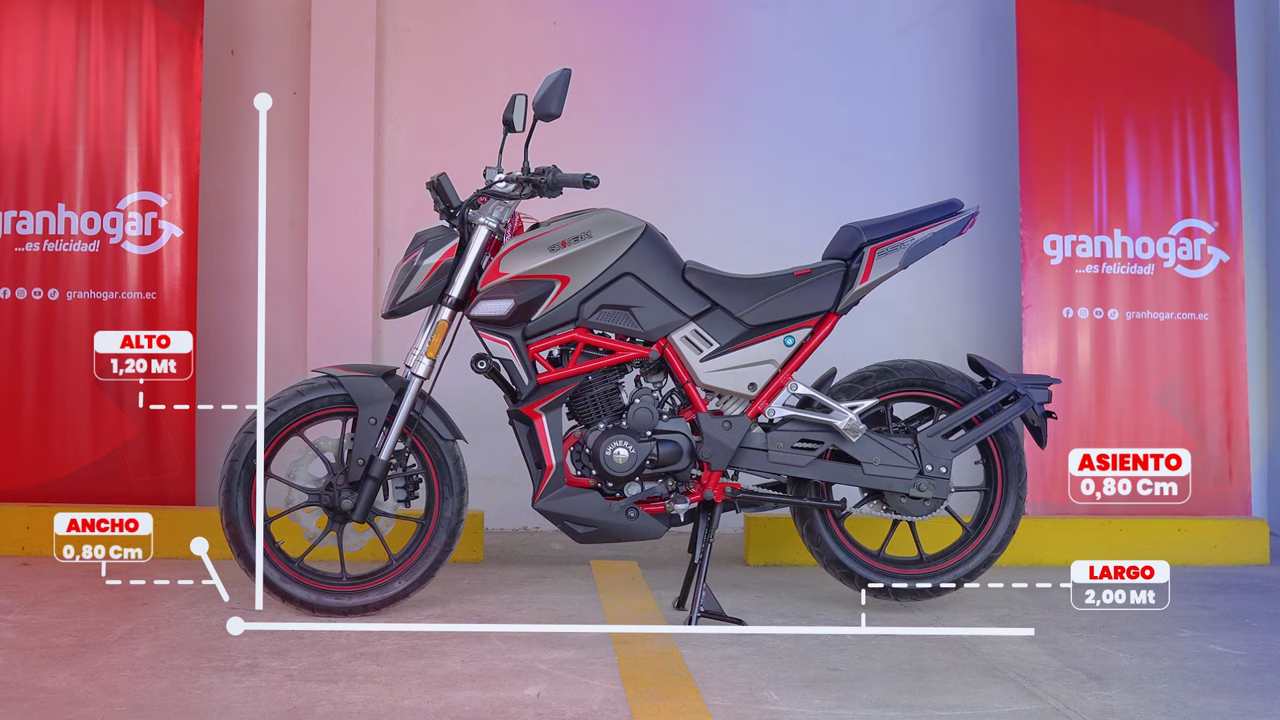 granhogar
...es felicidad!
granhogar.com.ec
ALTO
1,20 Mt
ANCHO
0,80 Cm
SHINERAY
SHINERAY
granhogar
...es felicidad!
granhogar.com.ec
ASIENTO
0,80 Cm
LARGO
2,00 Mt